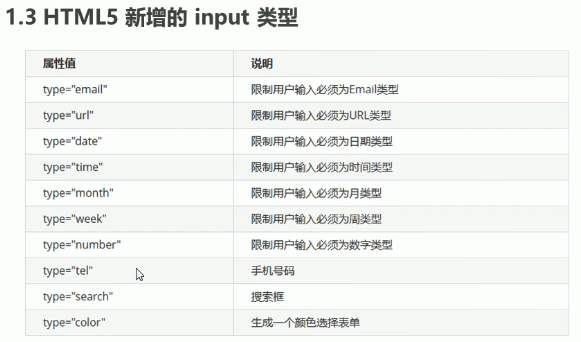 1.3 HTML5 新增的 input 类型
属性值 说明
type="email" 限制用户输入必须为Email类型
type="url" 限制用户输入必须为URL类型
type="date" 限制用户输入必须为日期类型
type="time" 限制用户输入必须为时间类型
type="month" 限制用户输入必须为月类型
type="week" 限制用户输入必须为周类型
type="number" 限制用户输入必须为数字类型
type="tel" 手机号码
type="search" 搜索框
type="color" 生成一个颜色选择表单